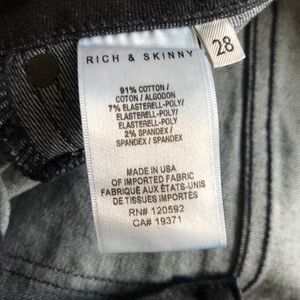 RICH & SKINNY
28
91% COTTON/
COTON / ALGODON
7% ELASTERELL-POLY/
ELASTERELL-POLY/
ELASTERELL-POLY
2% SPANDEX/
SPANDEX / SPANDEX
MADE IN USA
OF IMPORTED FABRIC
FABRIQUE AUX ÉTATS-UNIS
DE TISSUES IMPORTÉS
RN# 120592
CA# 19371